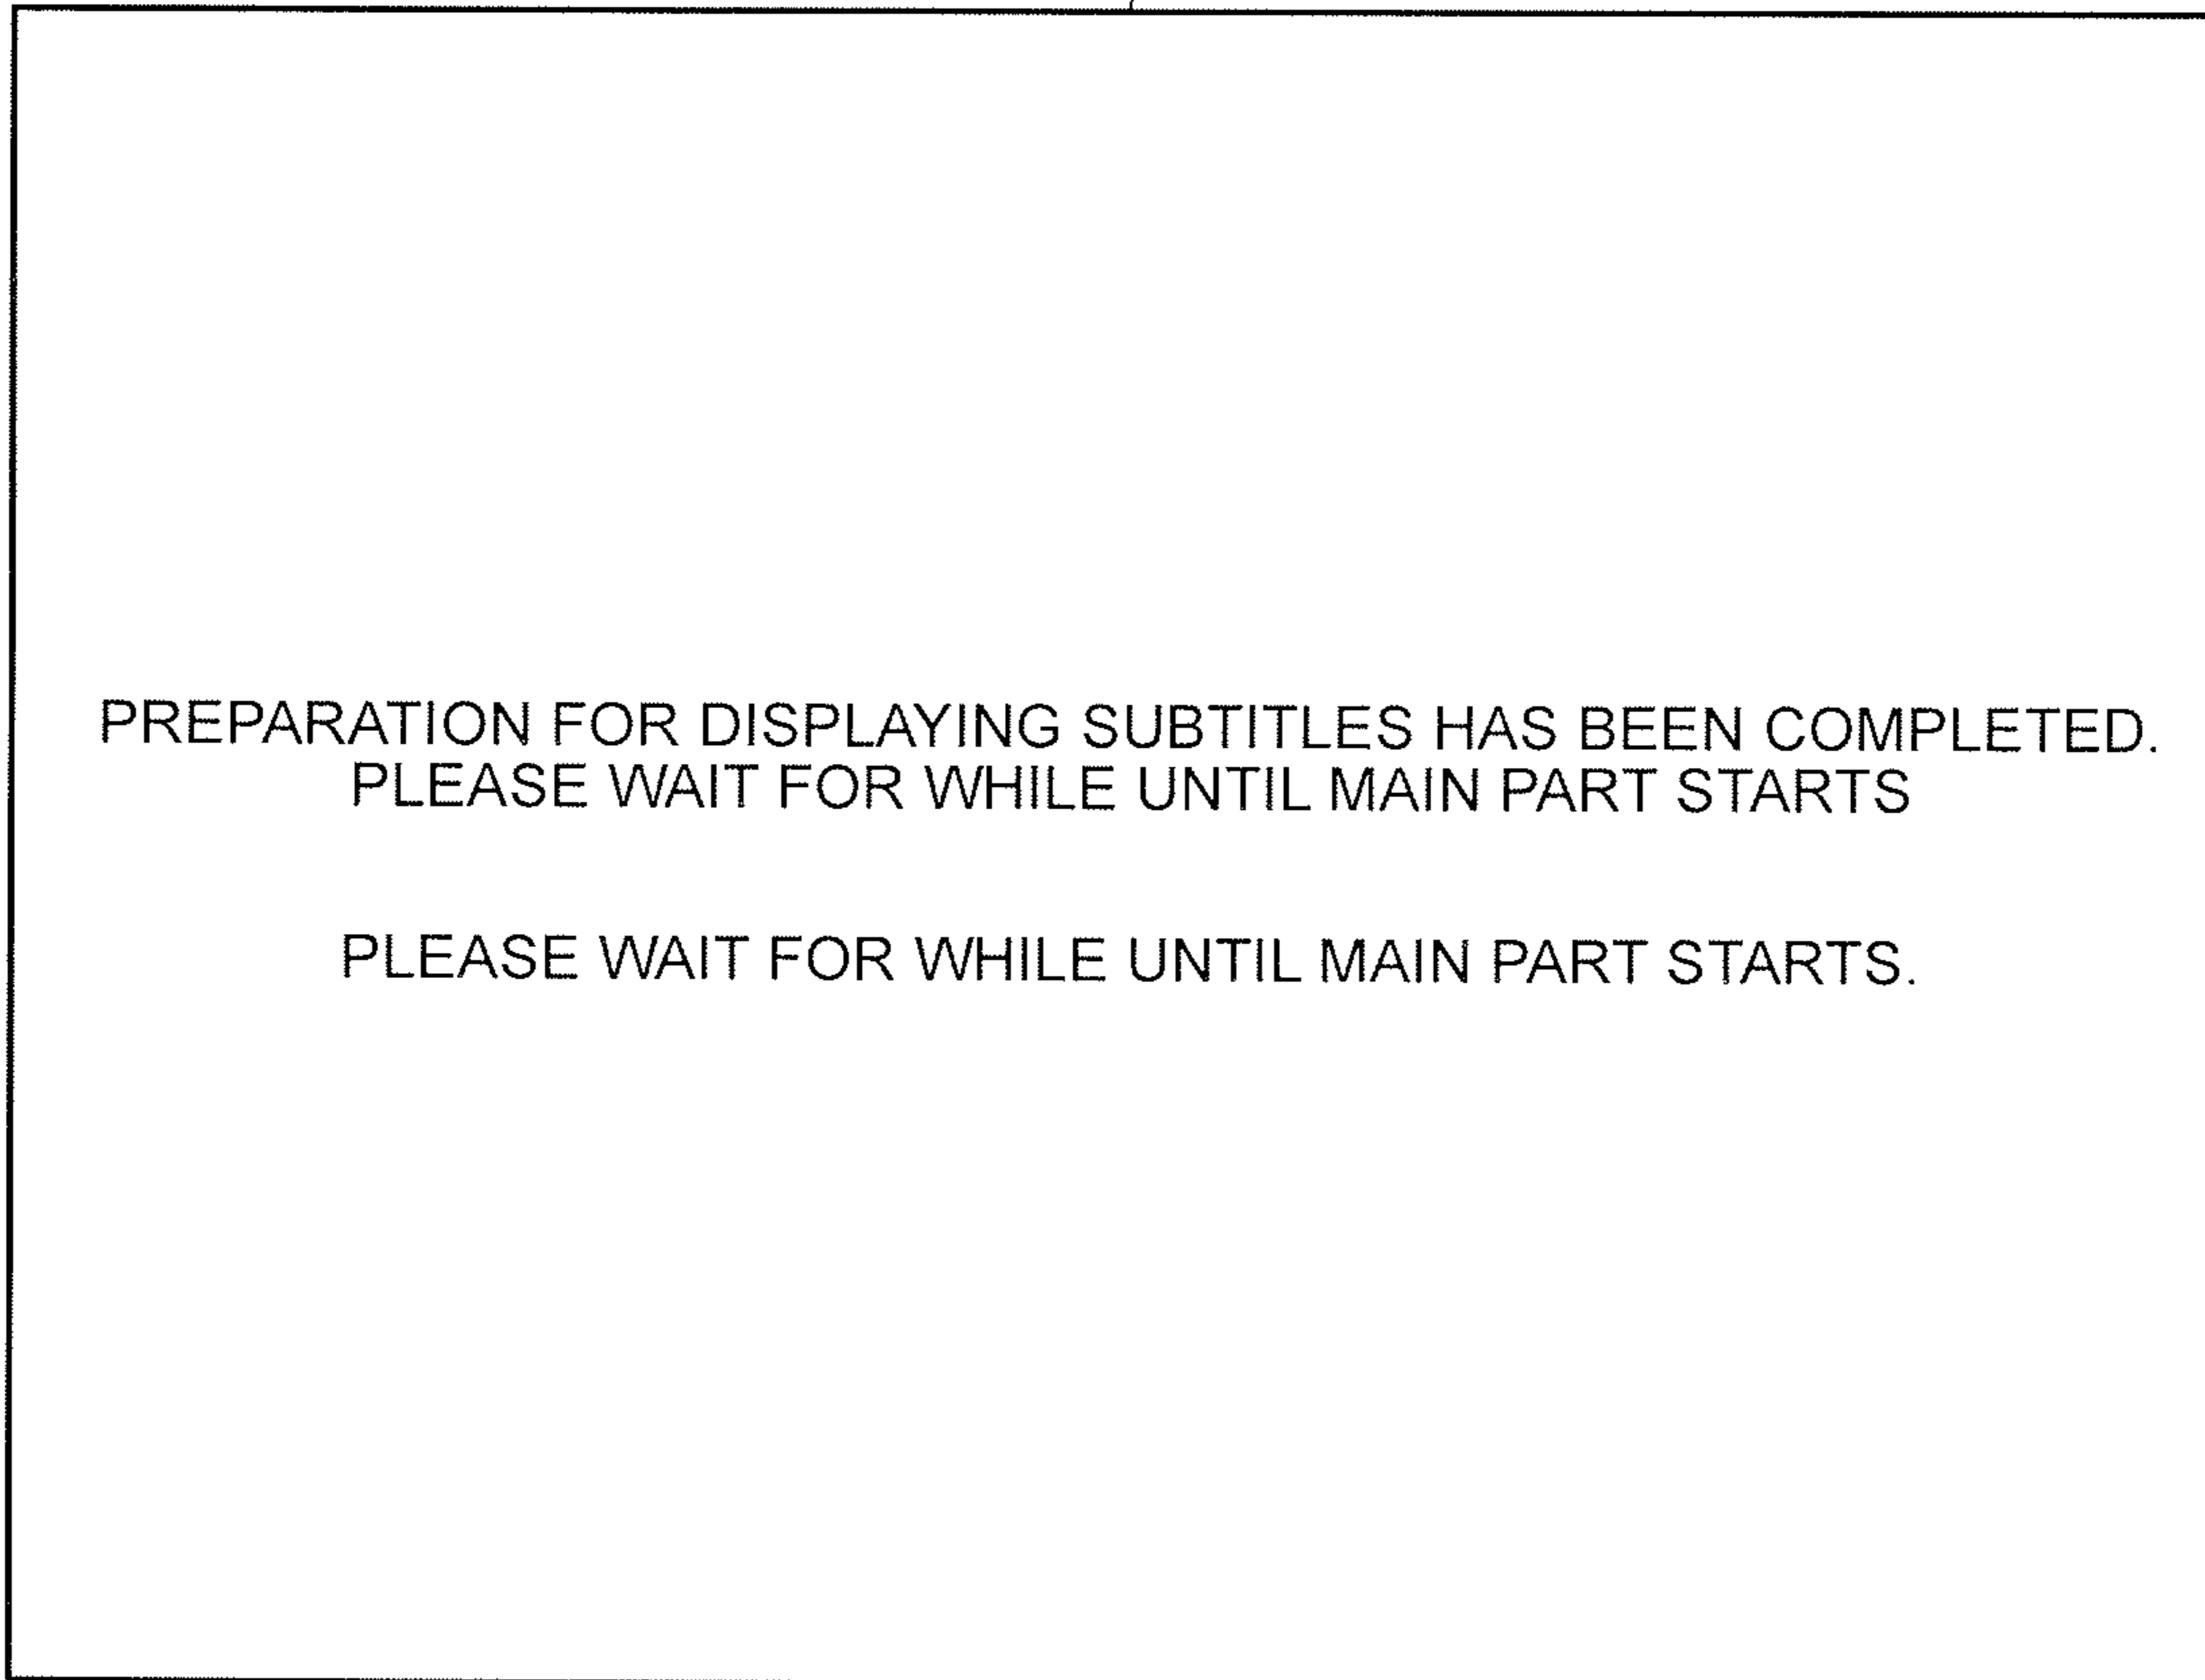 PREPARATION FOR DISPLAYING SUBTITLES HAS BEEN COMPLETED.
PLEASE WAIT FOR WHILE UNTIL MAIN PART STARTS
PLEASE WAIT FOR WHILE UNTIL MAIN PART STARTS.